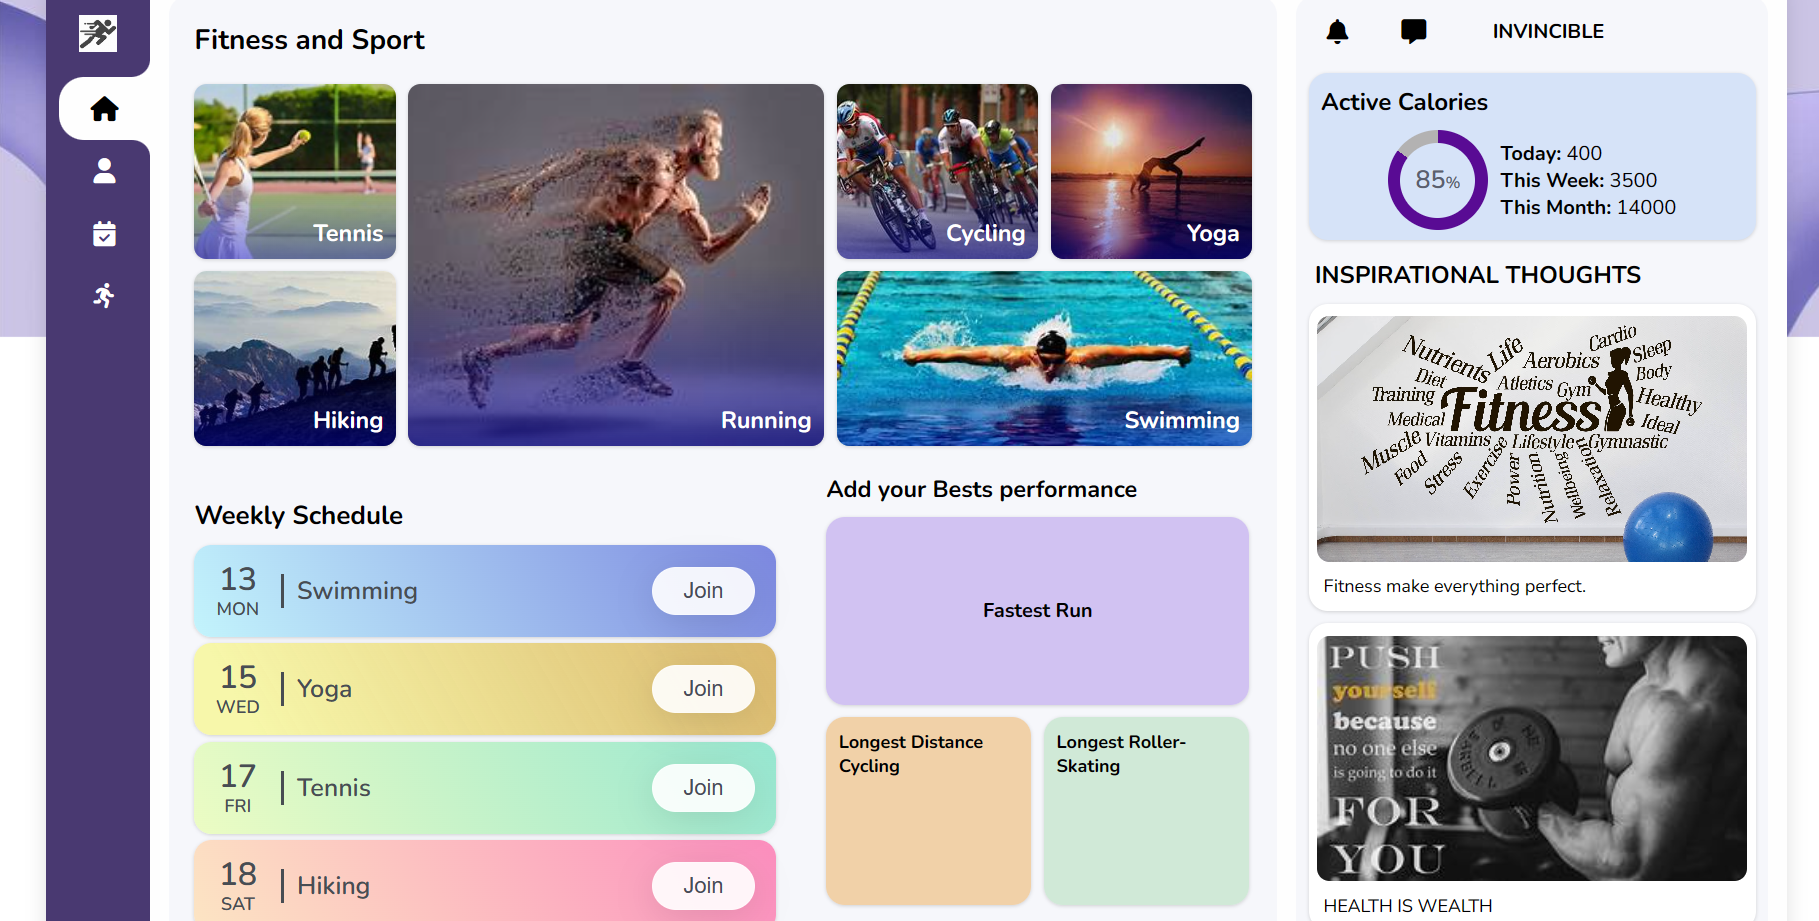 Fitness and Sport
Tennis
Running
Cycling
Yoga
Hiking
Swimming
Weekly Schedule
13
MON
Swimming
Join
15
WED
Yoga
Join
17
FRI
Tennis
Join
18
SAT
Hiking
Join
Add your Bests performance
Fastest Run
Longest Distance
Cycling
Longest Roller-
Skating
INVINCIBLE
Active Calories
85%
Today: 400
This Week: 3500
This Month: 14000
INSPIRATIONAL THOUGHTS
Cardio
Nutrients
Life
Aerobics
Sleep
Diet
Atletics
Gym
Body
Training
Fitness
Healthy
Medical
Ideal
Muscle
Vitamins
Lifestyle
Gymnastic
Food
Stress
Exercise
Power
Nutrition
Wellbeing
Relaxation
Fitness make everything perfect.
PUSH
yourself
because
no one else
is going to do it
FOR
YOU
BARBELL
HEALTH IS WEALTH